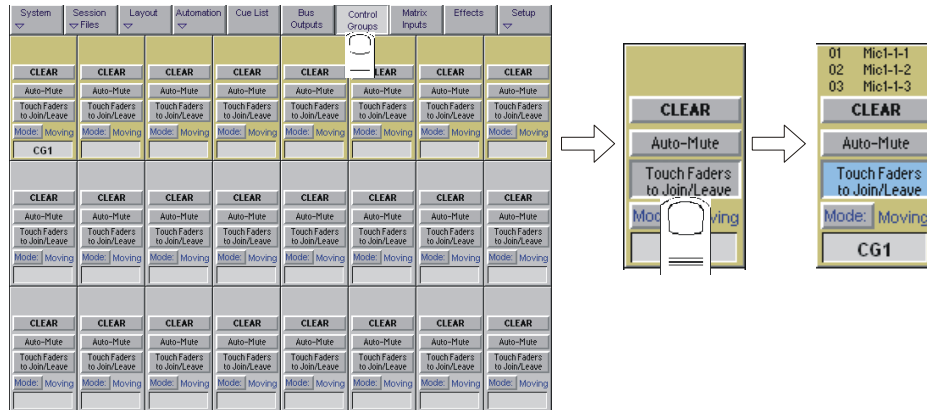 System Session Files Layout Automation Cue List Bus Outputs Control Groups Matrix Inputs Effects Setup
CLEAR CLEAR CLEAR CLEAR CLEAR LEAR CLEAR CLEAR
Auto-Mute Auto-Mute Auto-Mute Auto-Mute Auto-Mute Auto-Mute Auto-Mute Auto-Mute
Touch Faders Touch Faders Touch Faders Touch Faders Touch Faders Touch Faders Touch Faders Touch Faders
to Join/Leave to Join/Leave to Join/Leave to Join/Leave to Join/Leave to Join/Leave to Join/Leave to Join/Leave
Mode: Moving Mode: Moving Mode: Moving Mode: Moving Mode: Moving Mode: Moving Mode: Moving Mode: Moving
CG1
CLEAR CLEAR CLEAR CLEAR CLEAR CLEAR CLEAR CLEAR
Auto-Mute Auto-Mute Auto-Mute Auto-Mute Auto-Mute Auto-Mute Auto-Mute Auto-Mute
Touch Faders Touch Faders Touch Faders Touch Faders Touch Faders Touch Faders Touch Faders Touch Faders
to Join/Leave to Join/Leave to Join/Leave to Join/Leave to Join/Leave to Join/Leave to Join/Leave to Join/Leave
Mode: Moving Mode: Moving Mode: Moving Mode: Moving Mode: Moving Mode: Moving Mode: Moving Mode: Moving
CLEAR CLEAR CLEAR CLEAR CLEAR CLEAR CLEAR CLEAR
Auto-Mute Auto-Mute Auto-Mute Auto-Mute Auto-Mute Auto-Mute Auto-Mute Auto-Mute
Touch Faders Touch Faders Touch Faders Touch Faders Touch Faders Touch Faders Touch Faders Touch Faders
to Join/Leave to Join/Leave to Join/Leave to Join/Leave to Join/Leave to Join/Leave to Join/Leave to Join/Leave
Mode: Moving Mode: Moving Mode: Moving Mode: Moving Mode: Moving Mode: Moving Mode: Moving Mode: Moving
CLEAR
Auto-Mute
Touch Faders
to Join/Leave
Mo ving
01 Mic1-1-1
02 Mic1-1-2
03 Mic1-1-3
CLEAR
Auto-Mute
Touch Faders
to Join/Leave
Mode: Moving
CG1